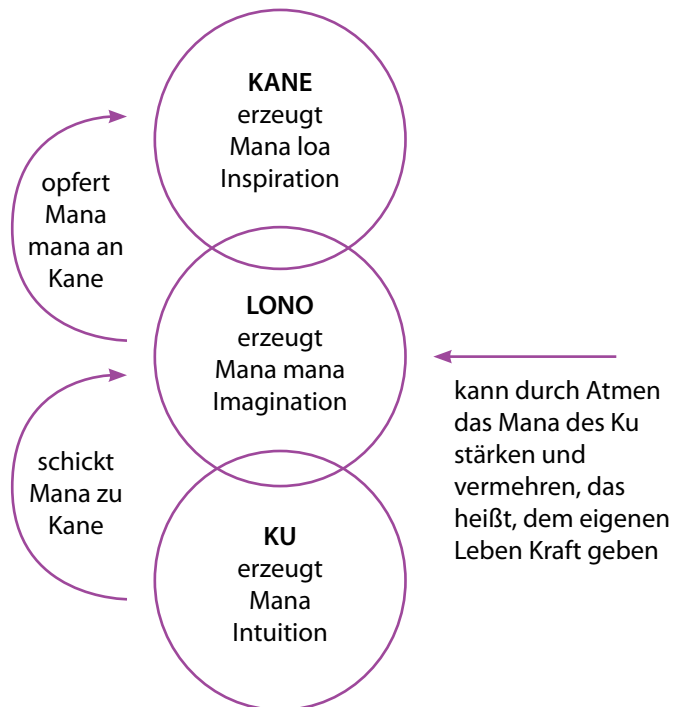 KANE
erzeugt
Mana loa
Inspiration
opfert
Mana
mana an
Kane
LONO
erzeugt
Mana mana
Imagination
kann durch Atmen
das Mana des Ku
stärken und
vermehren, das
heißt, dem eigenen
Leben Kraft geben
schickt
Mana zu
Kane
KU
erzeugt
Mana
Intuition